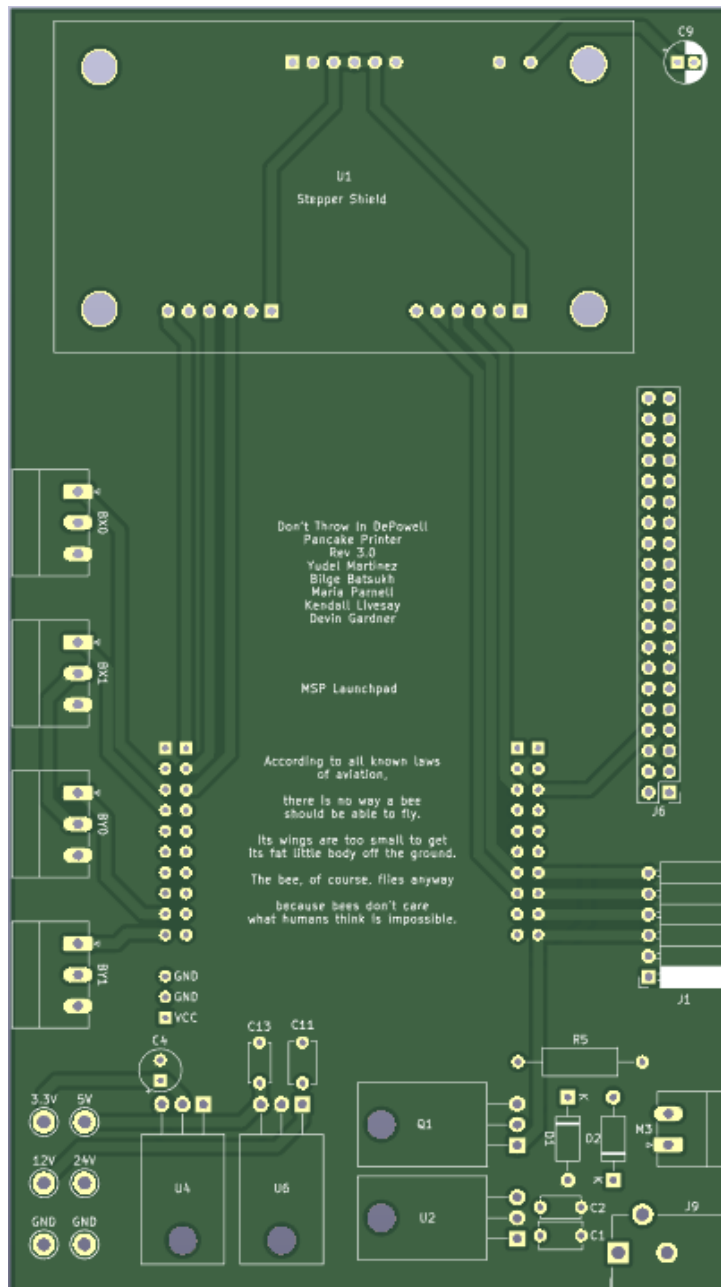 C9
U1
Stepper Shield
BX0
Don't Throw In DePowell
Pancake Printer
Rev 3.0
Yudel Martinez
Bilge Batsukh
Maria Parnell
Kendall Livesay
Devin Gardner
BX1
MSP Launchpad
According to all known laws
of aviation,
there is no way a bee
should be able to fly.
Its wings are too small to get
Its fat little body off the ground.
The bee, of course. flies anyway
because bees don't care
what humans think is impossible.
BY0
J6
BY1
GND
GND
VCC
J1
C4
C13
C11
R5
3.3V
5V
Q1
K
D1
D2
K
M3
12V
24V
U4
U6
U2
C2
C1
J9
GND
GND